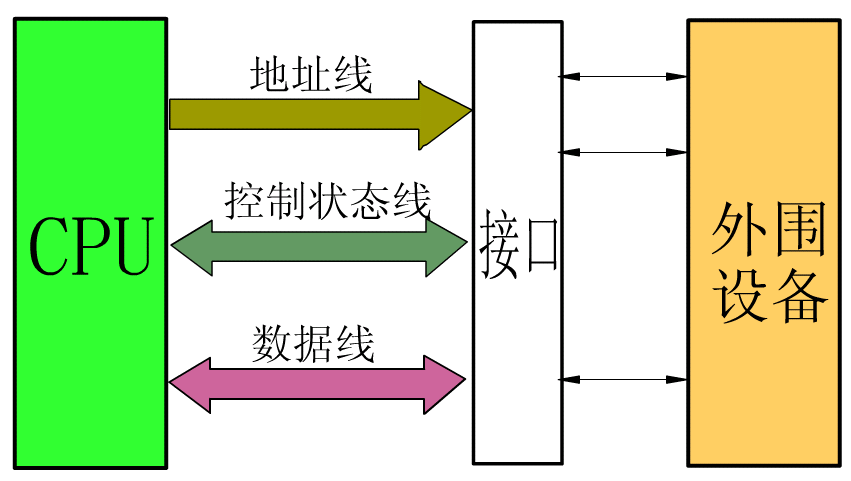 地址线
控制状态线
数据线
CPU
接口
外围
设备